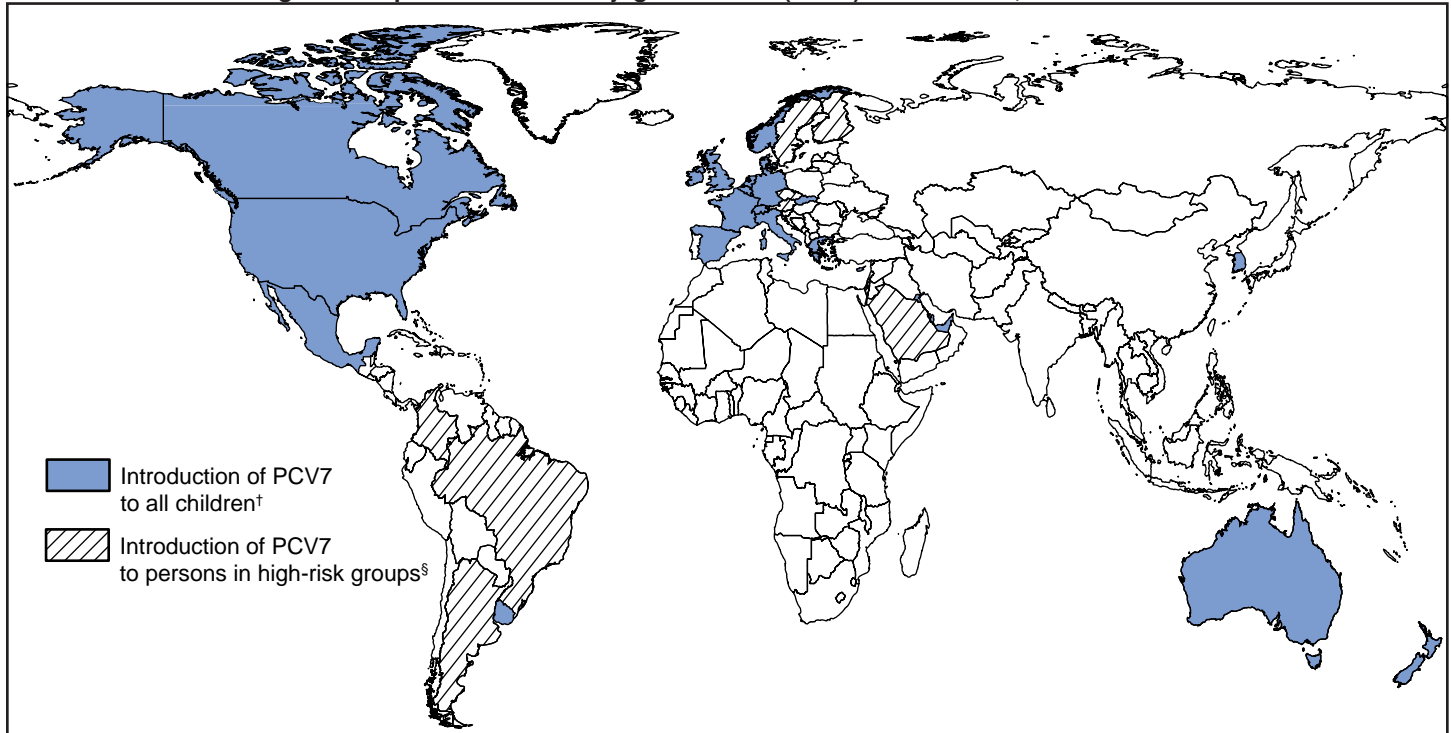 Introduction of PCV7
to all children†
Introduction of PCV7
to persons in high-risk groups§